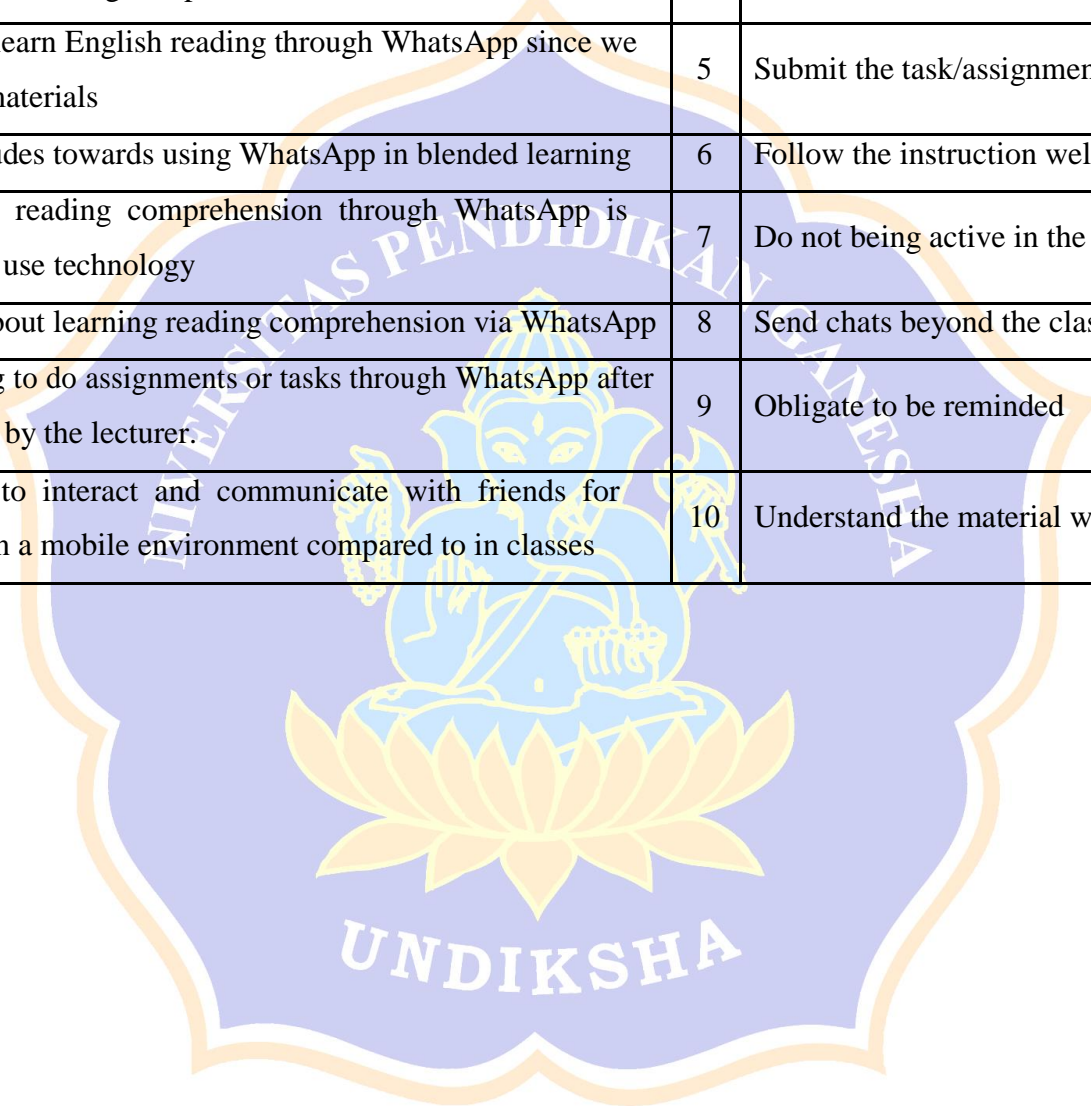 learn English reading through WhatsApp since we
materials
5
Submit the task/assignmen
udes towards using WhatsApp in blended learning
6
Follow the instruction wel
reading comprehension through WhatsApp is
use technology
7
Do not being active in the
bout learning reading comprehension via WhatsApp
8
Send chats beyond the clas
g to do assignments or tasks through WhatsApp after
by the lecturer.
9
Obligate to be reminded
to interact and communicate with friends for
n a mobile environment compared to in classes
10
Understand the material w
UNIVERSITAS PENDIDIKAN GANESHA
UNDIKSHA